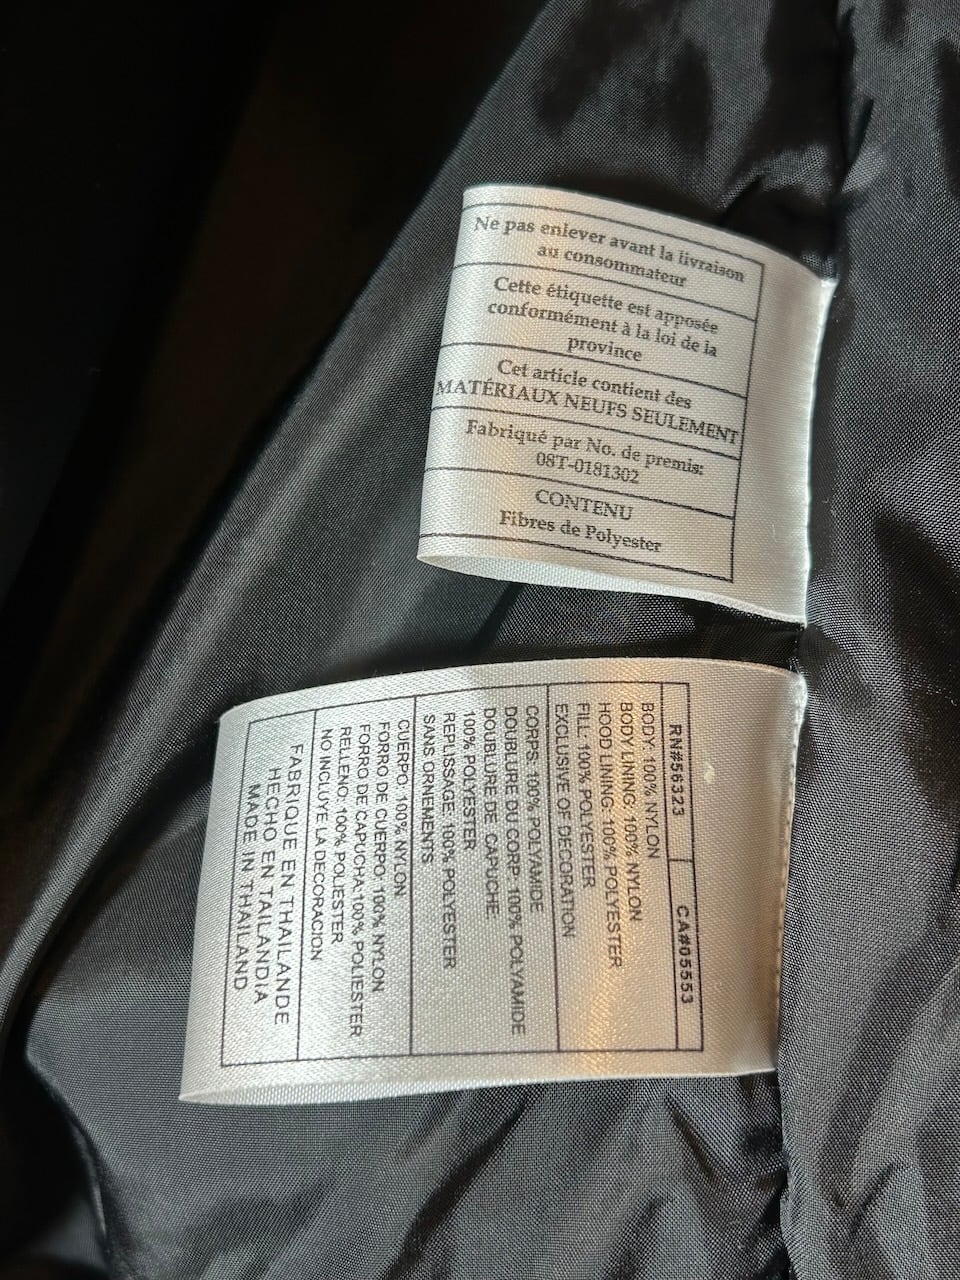 Ne pas enlever avant la livraison
au consommateur
Cette étiquette est apposée
conformément à la loi de la
province
Cet article contient des
MATÉRIAUX NEUFS SEULEMENT
Fabriqué par No. de premis:
08T-0181302
CONTENU
Fibres de Polyester
RN#56323 CA#05553
BODY: 100% NYLON
BODY LINING: 100% NYLON
HOOD LINING: 100% POLYESTER
FILL: 100% POLYESTER
EXCLUSIVE OF DECORATION
CORPS: 100% POLYAMIDE
DOUBLURE DU CORP: 100% POLYAMIDE
DOUBLURE DE CAPUCHE:
100% POLYESTER
REPLISSAGE: 100% POLYESTER
SANS ORNEMENTS
CUERPO: 100% NYLON
FORRO DE CUERPO: 100% NYLON
FORRO DE CAPUCHA:100% POLIESTER
RELLENO: 100% POLIESTER
NO INCLUYE LA DECORACION
FABRIQUE EN THAILANDE
HECHO EN TAILANDIA
MADE IN THAILAND